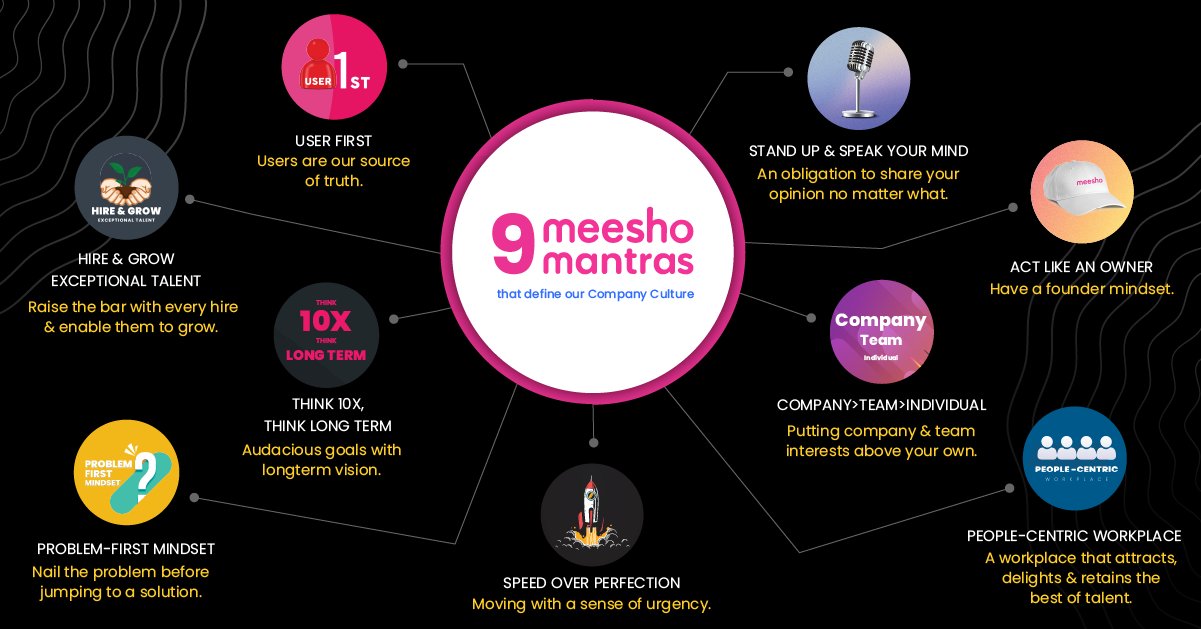 9 meesho
mantras
that define our Company Culture
USER 1ST
USER FIRST
Users are our source
of truth.
HIRE & GROW
EXCEPTIONAL TALENT
HIRE & GROW
EXCEPTIONAL TALENT
Raise the bar with every hire
& enable them to grow.
THINK
10X
THINK
LONG TERM
THINK 10X,
THINK LONG TERM
Audacious goals with
longterm vision.
PROBLEM
FIRST
MINDSET
?
PROBLEM-FIRST MINDSET
Nail the problem before
jumping to a solution.
SPEED OVER PERFECTION
Moving with a sense of urgency.
STAND UP & SPEAK YOUR MIND
An obligation to share your
opinion no matter what.
meesho
ACT LIKE AN OWNER
Have a founder mindset.
Company
Team
Individual
COMPANY>TEAM>INDIVIDUAL
Putting company & team
interests above your own.
PEOPLE-CENTRIC
WORKPLACE
PEOPLE-CENTRIC WORKPLACE
A workplace that attracts,
delights & retains the
best of talent.